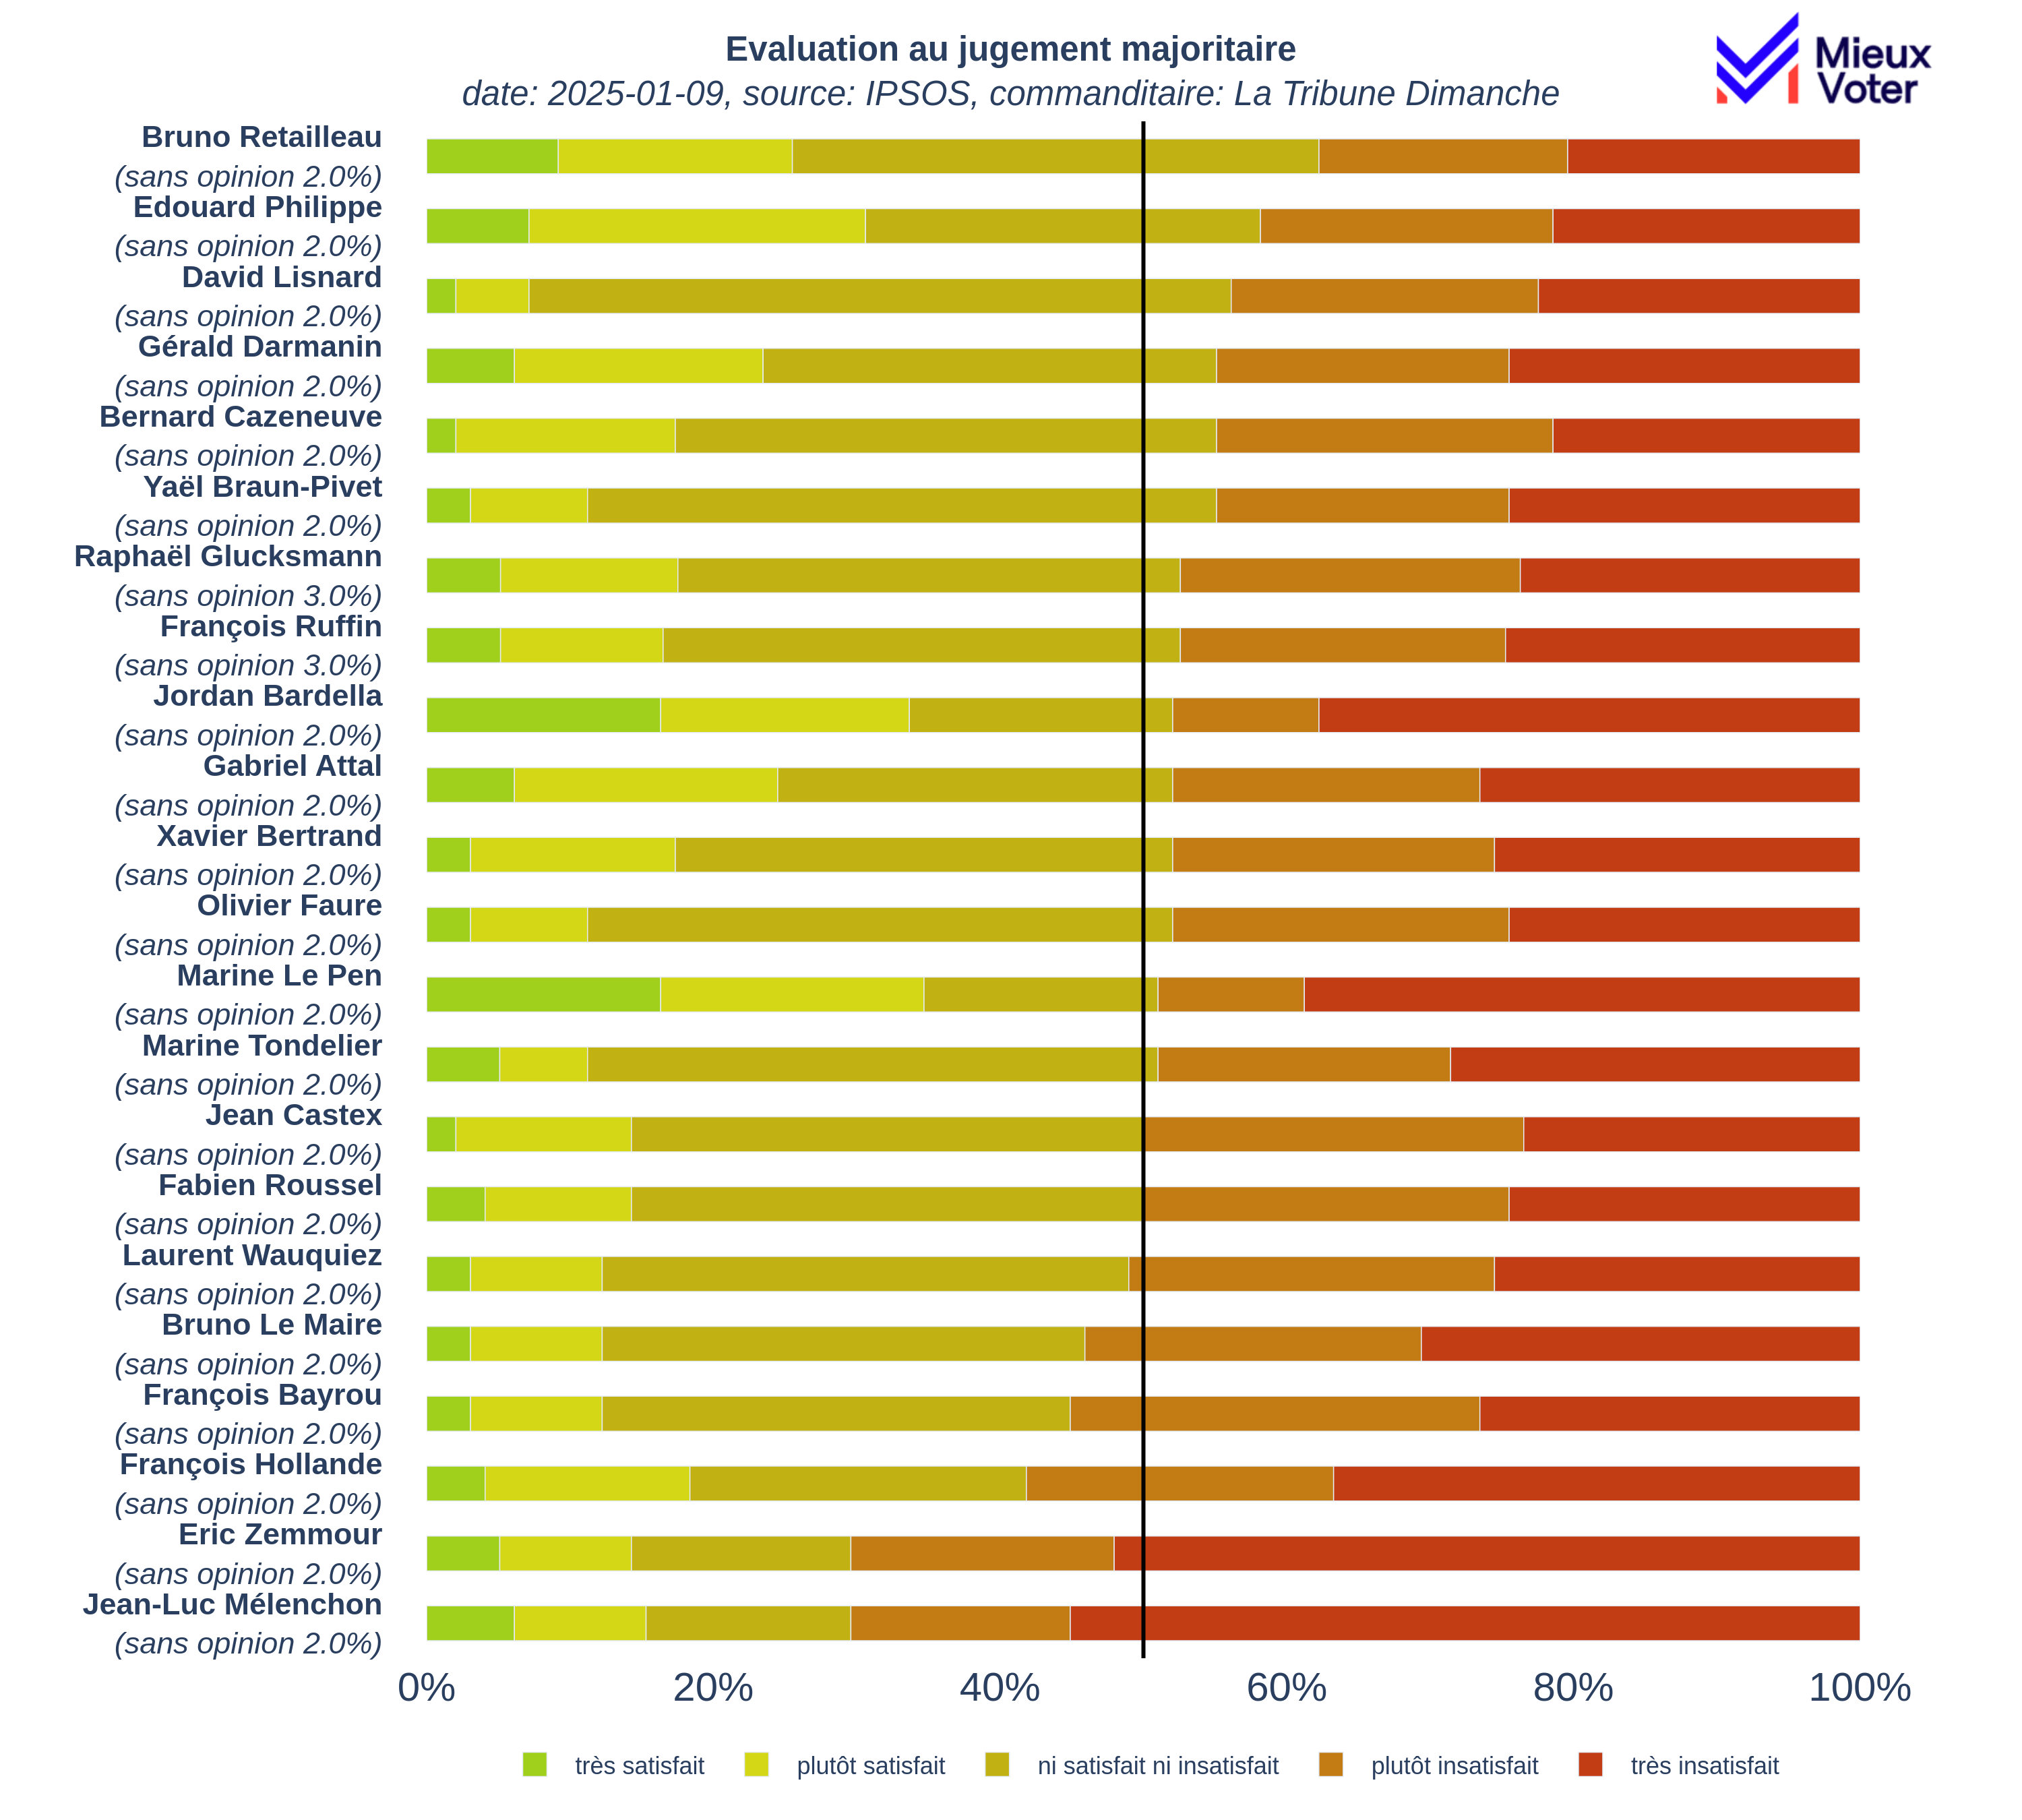 Evaluation au jugement majoritaire
date: 2025-01-09, source: IPSOS, commanditaire: La Tribune Dimanche
Mieux
Voter
Bruno Retailleau
(sans opinion 2.0%)
Edouard Philippe
(sans opinion 2.0%)
David Lisnard
(sans opinion 2.0%)
Gérald Darmanin
(sans opinion 2.0%)
Bernard Cazeneuve
(sans opinion 2.0%)
Yaël Braun-Pivet
(sans opinion 2.0%)
Raphaël Glucksmann
(sans opinion 3.0%)
François Ruffin
(sans opinion 3.0%)
Jordan Bardella
(sans opinion 2.0%)
Gabriel Attal
(sans opinion 2.0%)
Xavier Bertrand
(sans opinion 2.0%)
Olivier Faure
(sans opinion 2.0%)
Marine Le Pen
(sans opinion 2.0%)
Marine Tondelier
(sans opinion 2.0%)
Jean Castex
(sans opinion 2.0%)
Fabien Roussel
(sans opinion 2.0%)
Laurent Wauquiez
(sans opinion 2.0%)
Bruno Le Maire
(sans opinion 2.0%)
François Bayrou
(sans opinion 2.0%)
François Hollande
(sans opinion 2.0%)
Eric Zemmour
(sans opinion 2.0%)
Jean-Luc Mélenchon
(sans opinion 2.0%)
0% 20% 40% 60% 80% 100%
très satisfait plutôt satisfait ni satisfait ni insatisfait plutôt insatisfait très insatisfait